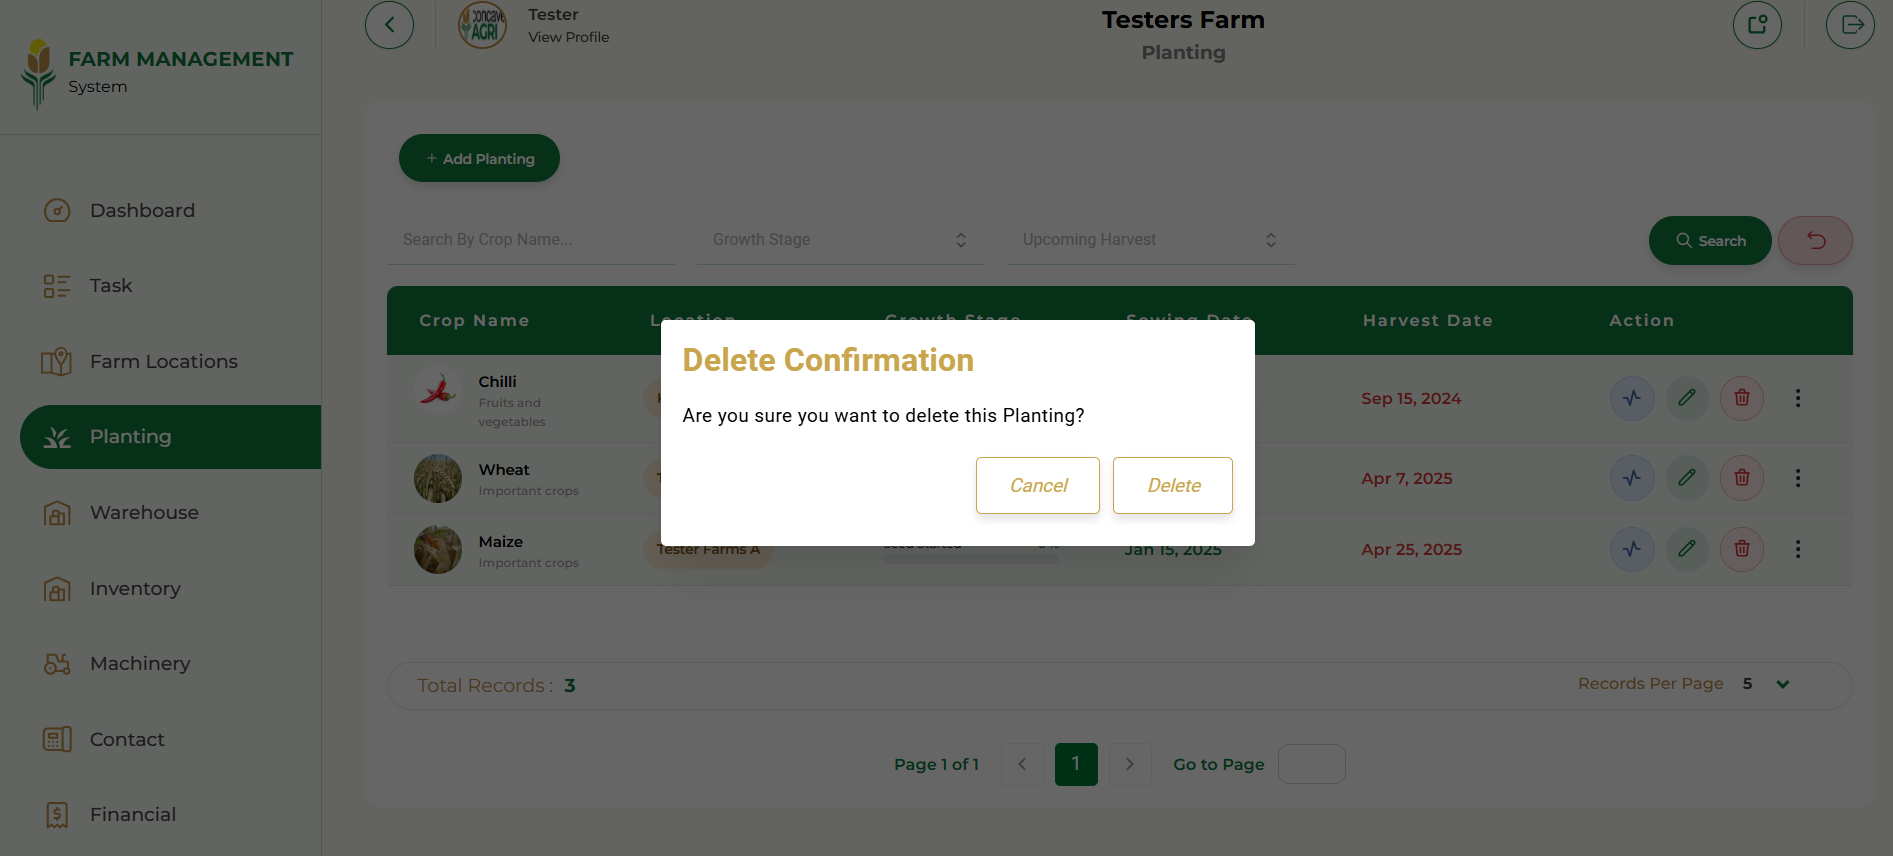 Tester
View Profile
CONCAVE
AGRI
Testers Farm
Planting
FARM MANAGEMENT
System
Dashboard
Task
Farm Locations
Planting
Warehouse
Inventory
Machinery
Contact
Financial
+ Add Planting
Search By Crop Name...
Growth Stage
Upcoming Harvest
Search
Crop Name
Location
Growth Stage
Sowing Date
Harvest Date
Action
Chilli
Fruits and
vegetables
Sep 15, 2024
Wheat
Important crops
Apr 7, 2025
Maize
Important crops
Tester Farms A
Seed started
Jan 15, 2025
Apr 25, 2025
Delete Confirmation
Are you sure you want to delete this Planting?
Cancel
Delete
Total Records : 3
Records Per Page 5
Page 1 of 1
1
Go to Page